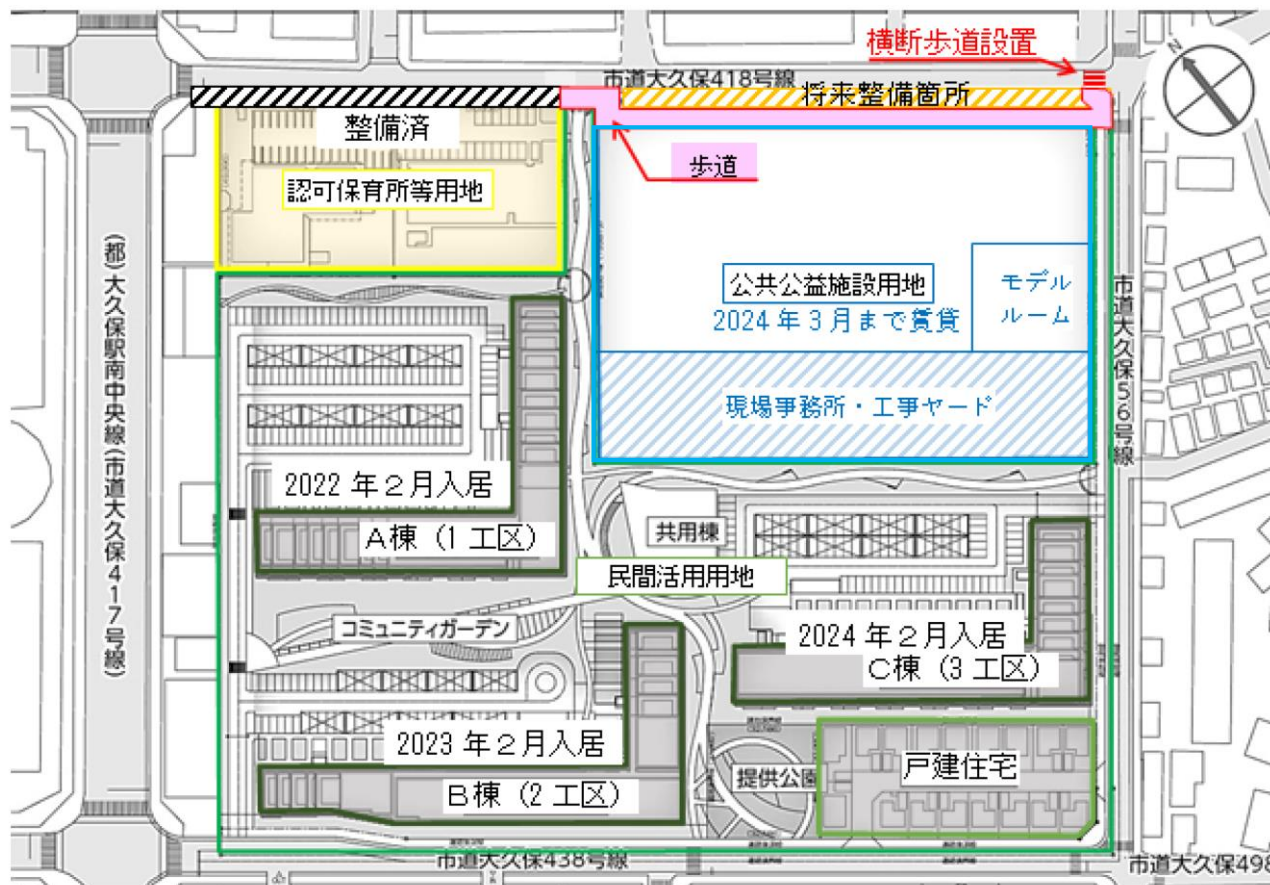 横断歩道設置
市道大久保418号線
N
将来整備箇所
整備済
歩道
認可保育所等用地
(都)大久保駅南中央線(市道大久保417号線)
公共公益施設用地
2024年3月まで賃貸
モデル
ルーム
市道大久保56号線
現場事務所・工事ヤード
2022年2月入居
A棟(1工区)
共用棟
民間活用用地
コミュニティガーデン
2024年2月入居
C棟(3工区)
2023年2月入居
B棟(2工区)
提供公園
戸建住宅
市道大久保438号線
市道大久保498